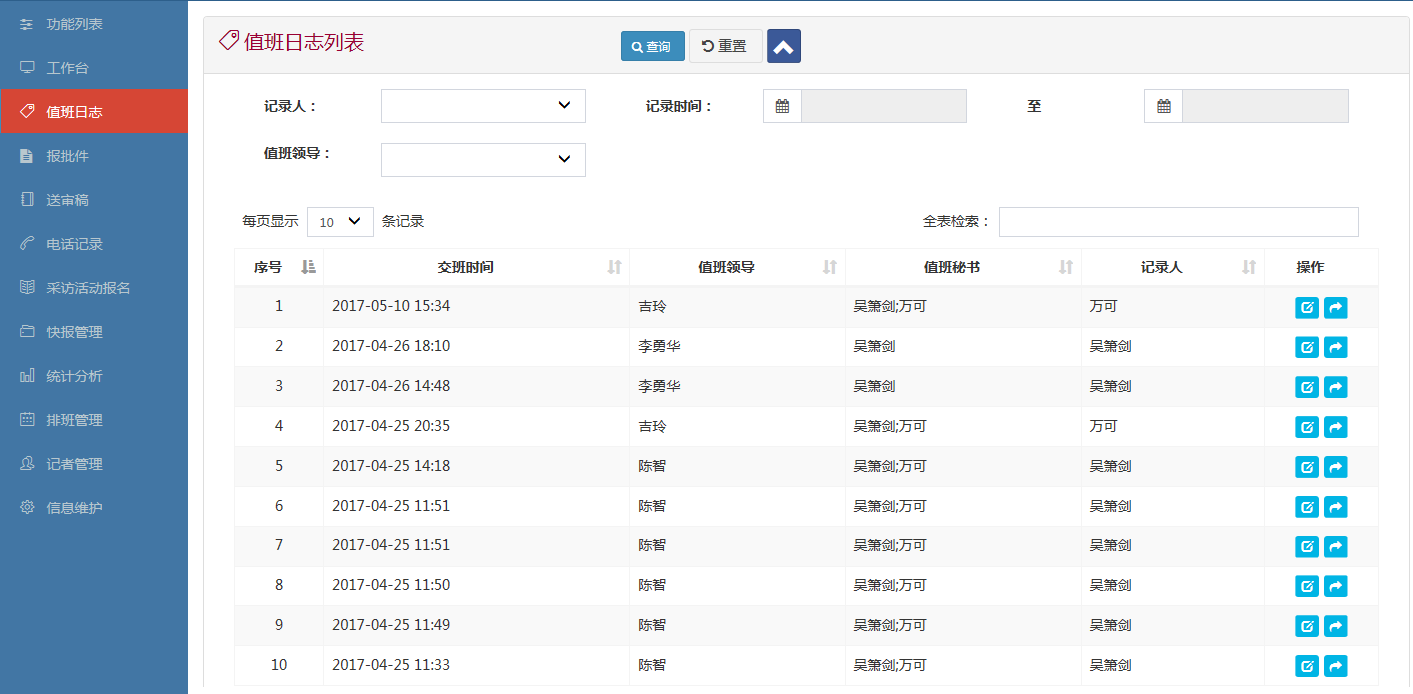 功能列表
工作台
值班日志
报批件
送审稿
电话记录
采访活动报名
快报管理
统计分析
排班管理
记者管理
信息维护
值班日志列表 查询 重置
记录人： 记录时间： 至
值班领导：
每页显示 10 条记录 全表检索：
序号 交班时间 值班领导 值班秘书 记录人 操作
1 2017-05-10 15:34 吉玲 吴箫剑;万可 万可
2 2017-04-26 18:10 李勇华 吴箫剑 吴箫剑
3 2017-04-26 14:48 李勇华 吴箫剑 吴箫剑
4 2017-04-25 20:35 吉玲 吴箫剑;万可 万可
5 2017-04-25 14:18 陈智 吴箫剑;万可 吴箫剑
6 2017-04-25 11:51 陈智 吴箫剑;万可 吴箫剑
7 2017-04-25 11:51 陈智 吴箫剑;万可 吴箫剑
8 2017-04-25 11:50 陈智 吴箫剑;万可 吴箫剑
9 2017-04-25 11:49 陈智 吴箫剑;万可 吴箫剑
10 2017-04-25 11:33 陈智 吴箫剑;万可 吴箫剑